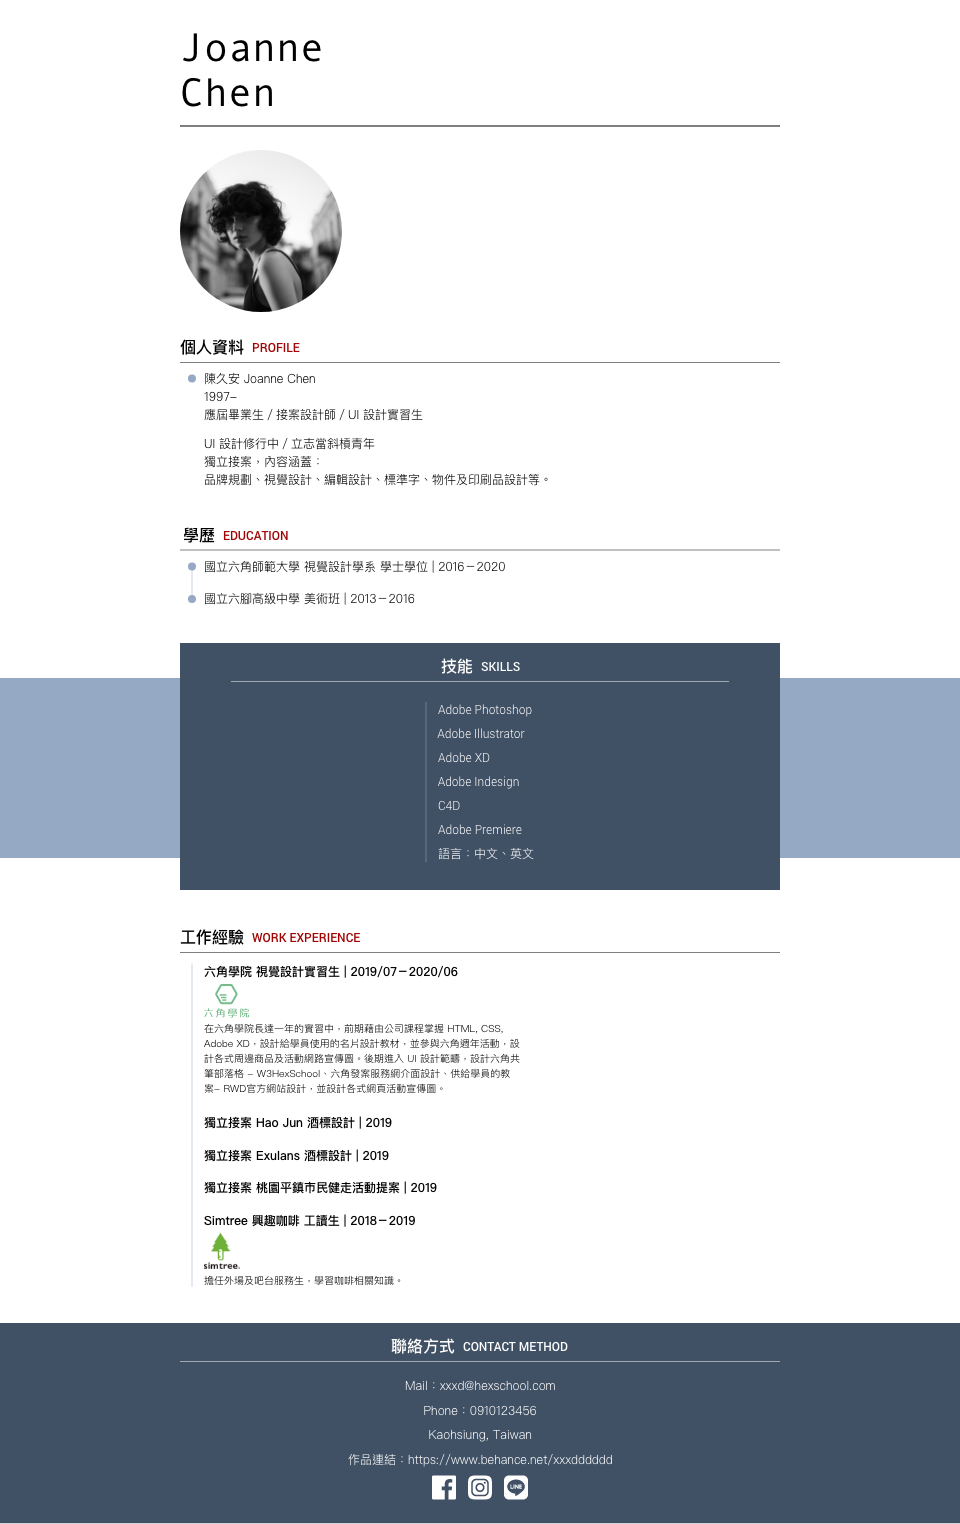 Joanne
Chen
個人資料 PROFILE
陳久安 Joanne Chen
1997–
應屆畢業生 / 接案設計師 / UI 設計實習生
UI 設計修行中 / 立志當斜槓青年
獨立接案，內容涵蓋：
品牌規劃、視覺設計、編輯設計、標準字、物件及印刷品設計等。
學歷 EDUCATION
國立六角師範大學 視覺設計學系 學士學位 | 2016－2020
國立六腳高級中學 美術班 | 2013－2016
技能 SKILLS
Adobe Photoshop
Adobe Illustrator
Adobe XD
Adobe Indesign
C4D
Adobe Premiere
語言：中文、英文
工作經驗 WORK EXPERIENCE
六角學院 視覺設計實習生 | 2019/07－2020/06
六角學院
在六角學院長達一年的實習中，前期藉由公司課程掌握 HTML, CSS,
Adobe XD，設計給學員使用的名片設計教材，並參與六角週年活動，設
計各式周邊商品及活動網路宣傳圖。後期進入 UI 設計範疇，設計六角共
筆部落格 – W3HexSchool、六角發案服務網介面設計、供給學員的教
案– RWD官方網站設計，並設計各式網頁活動宣傳圖。
獨立接案 Hao Jun 酒標設計 | 2019
獨立接案 Exulans 酒標設計 | 2019
獨立接案 桃園平鎮市民健走活動提案 | 2019
Simtree 興趣咖啡 工讀生 | 2018－2019
simtree.
擔任外場及吧台服務生，學習咖啡相關知識。
聯絡方式 CONTACT METHOD
Mail：xxxd@hexschool.com
Phone：0910123456
Kaohsiung, Taiwan
作品連結：https://www.behance.net/xxxdddddd
LINE